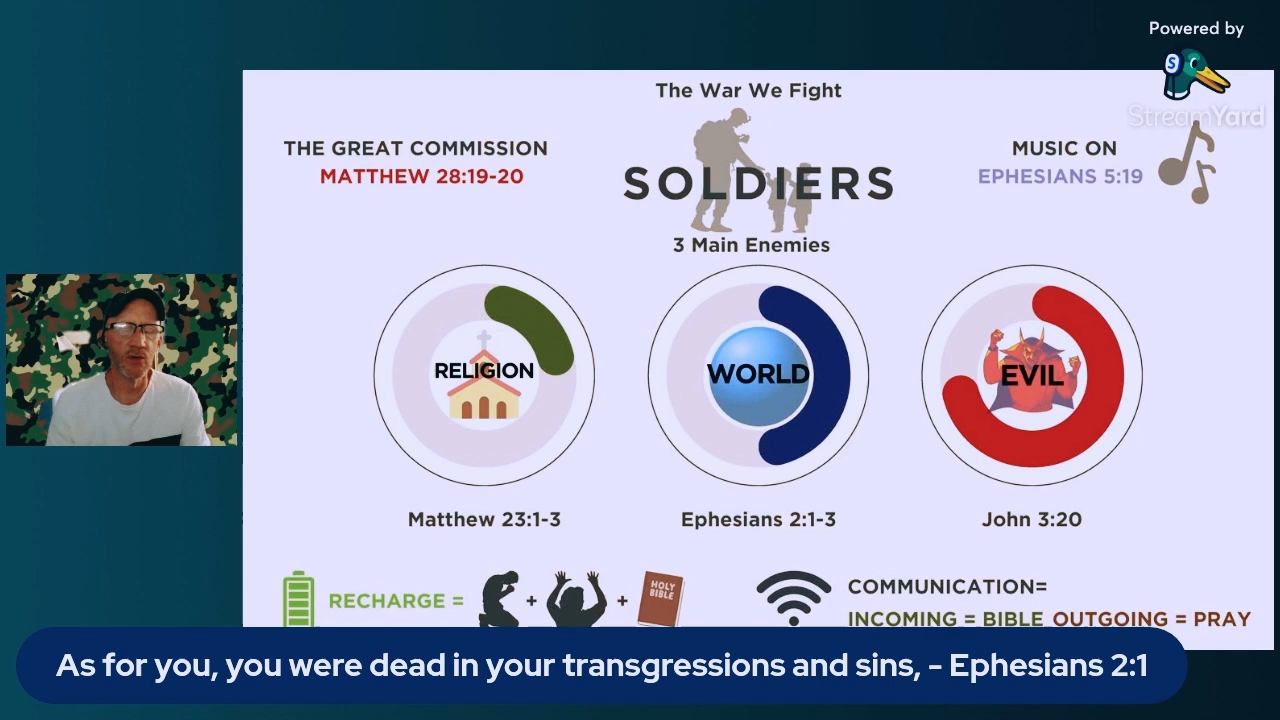 Powered by
StreamYard
The War We Fight
THE GREAT COMMISSION
MATTHEW 28:19-20
SOLDIERS
MUSIC ON
EPHESIANS 5:19
3 Main Enemies
RELIGION
WORLD
EVIL
Matthew 23:1-3
Ephesians 2:1-3
John 3:20
RECHARGE =
+
+
HOLY
BIBLE
COMMUNICATION=
INCOMING = BIBLE OUTGOING = PRAY
As for you, you were dead in your transgressions and sins, - Ephesians 2:1